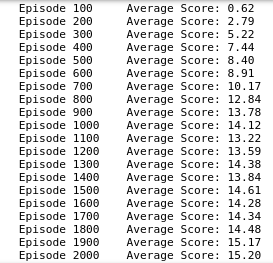 Episode 100 Average Score: 0.62
Episode 200 Average Score: 2.79
Episode 300 Average Score: 5.22
Episode 400 Average Score: 7.44
Episode 500 Average Score: 8.40
Episode 600 Average Score: 8.91
Episode 700 Average Score: 10.17
Episode 800 Average Score: 12.84
Episode 900 Average Score: 13.78
Episode 1000 Average Score: 14.12
Episode 1100 Average Score: 13.22
Episode 1200 Average Score: 13.59
Episode 1300 Average Score: 14.38
Episode 1400 Average Score: 13.84
Episode 1500 Average Score: 14.61
Episode 1600 Average Score: 14.28
Episode 1700 Average Score: 14.34
Episode 1800 Average Score: 14.48
Episode 1900 Average Score: 15.17
Episode 2000 Average Score: 15.20